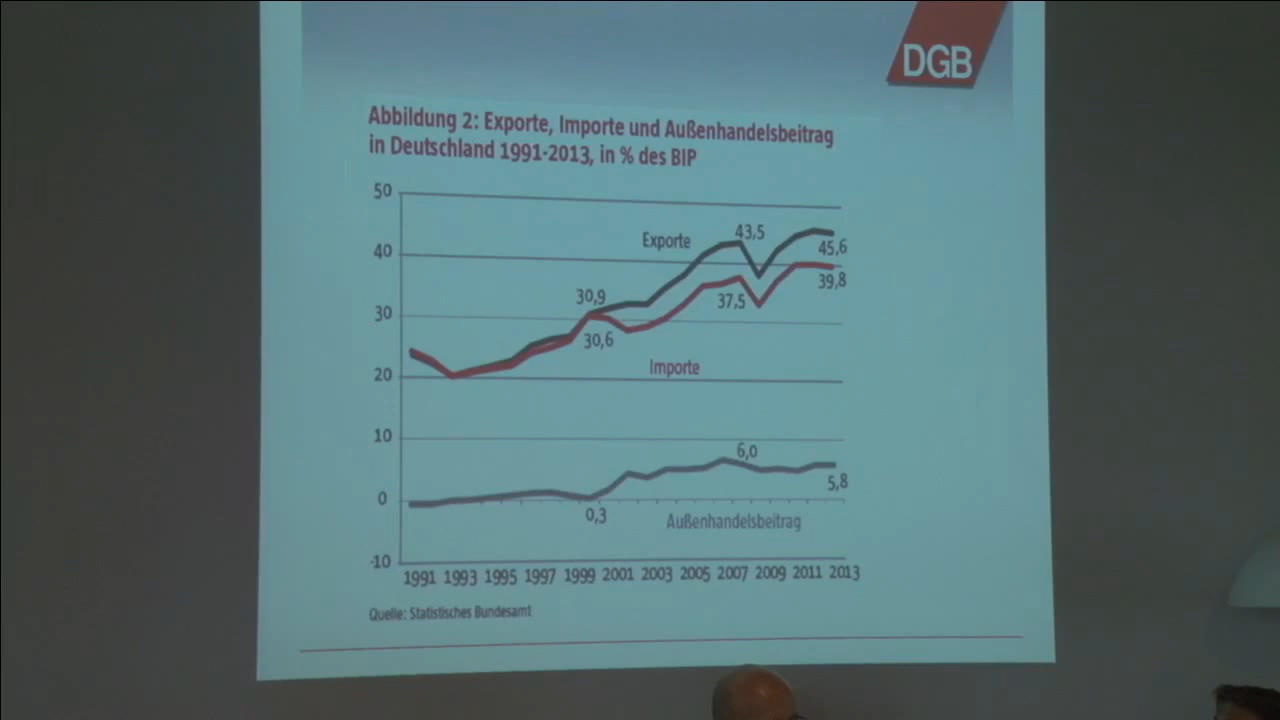 DGB
Abbildung 2: Exporte, Importe und Außenhandelsbeitrag
in Deutschland 1991-2013, in % des BIP
50
40
30
20
10
0
-10
Exporte
43,5
45,6
39,8
30,9
37,5
30,6
Importe
6,0
5,8
0,3
Außenhandelsbeitrag
1991 1993 1995 1997 1999 2001 2003 2005 2007 2009 2011 2013
Quelle: Statistisches Bundesamt